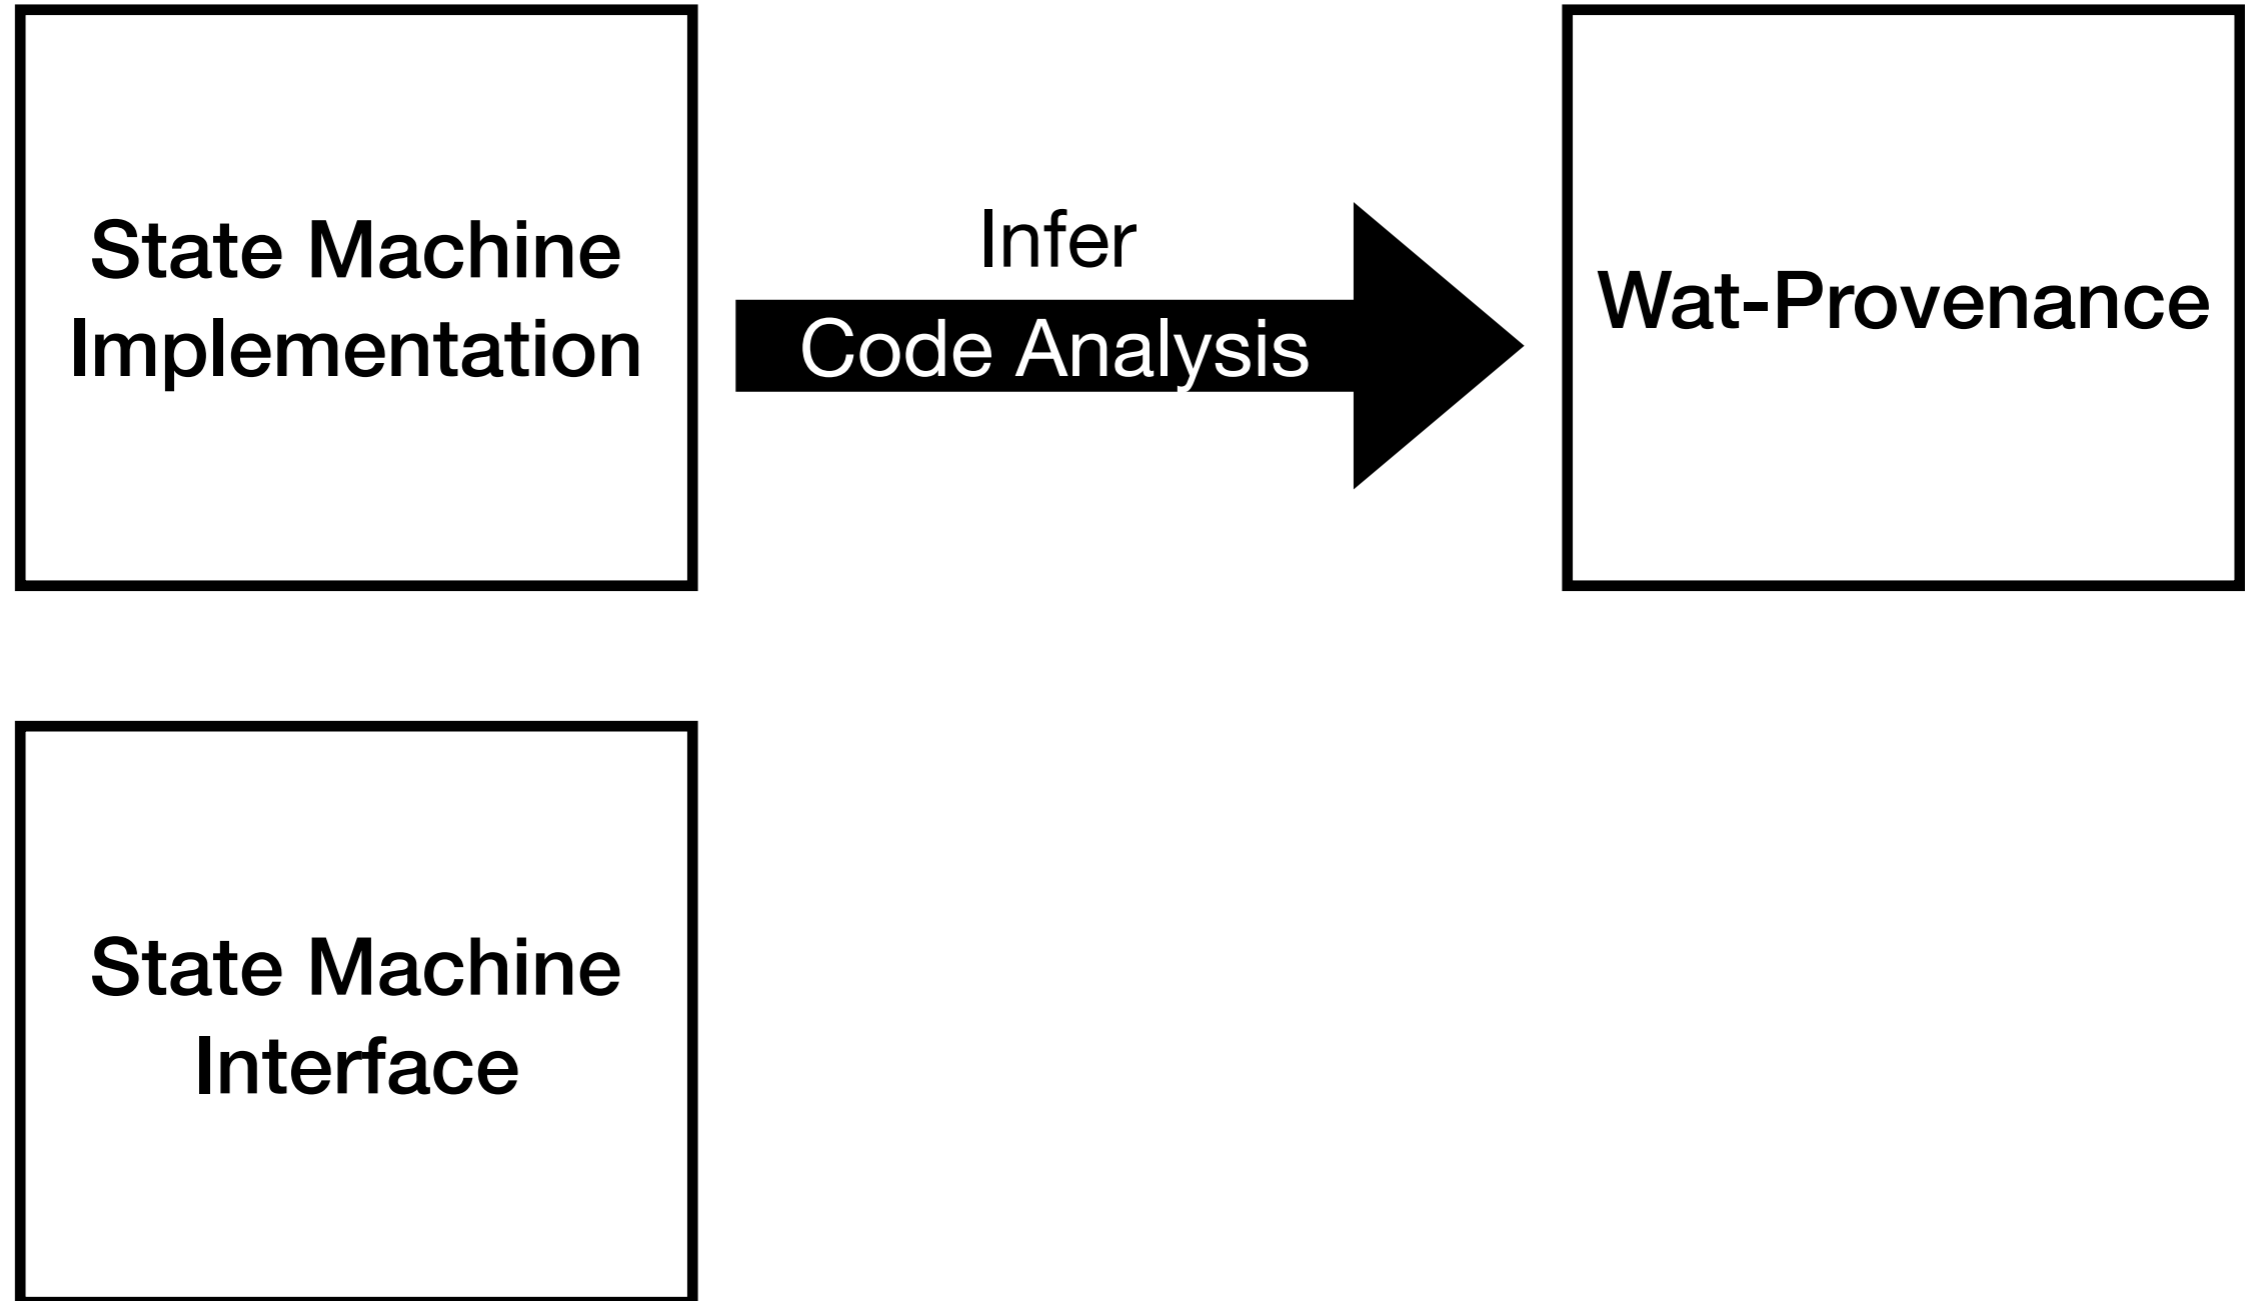 State Machine
Implementation
Infer
Code Analysis
Wat-Provenance
State Machine
Interface